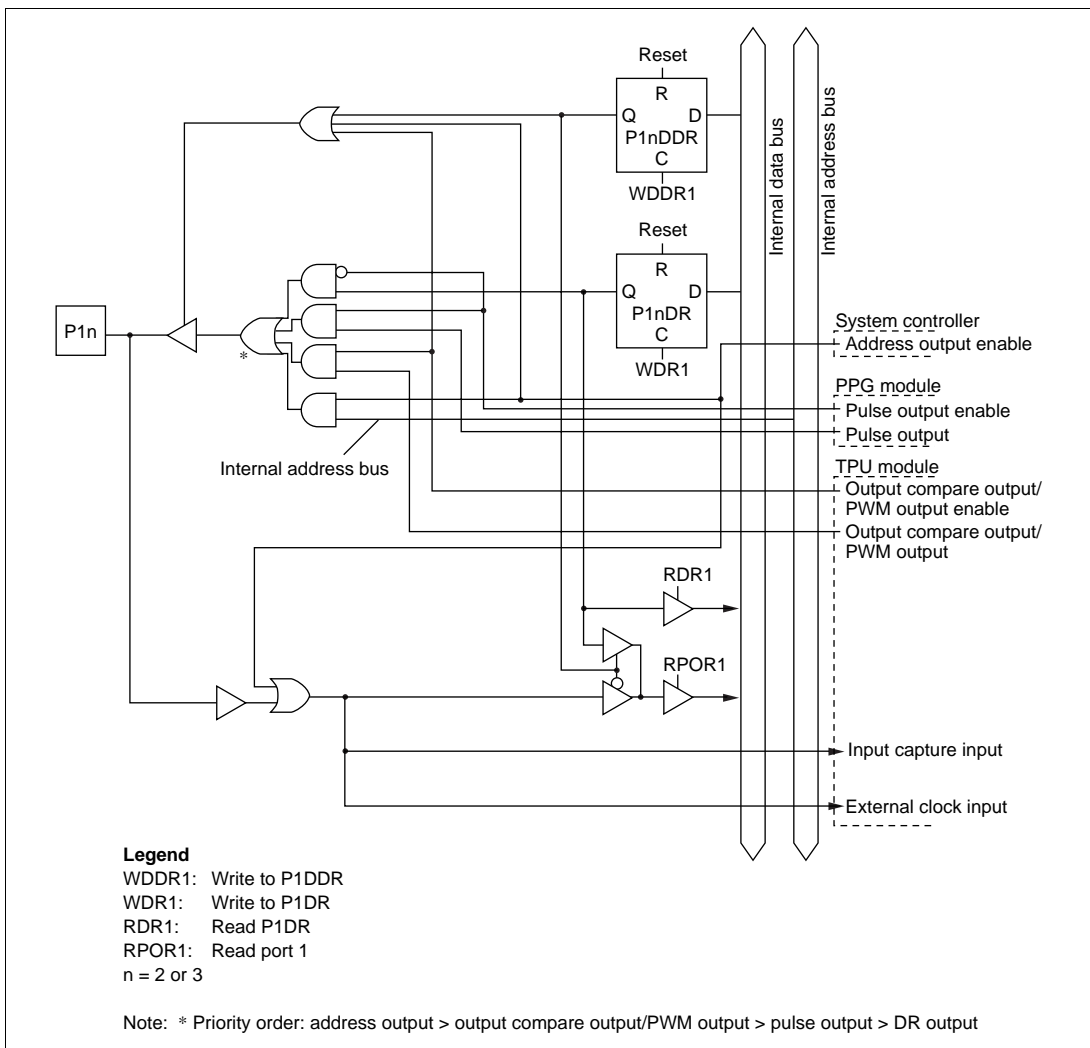 Reset
R
Q D
P1nDDR
C
WDDR1
Reset
R
Q D
P1nDR
C
WDR1
Internal data bus
Internal address bus
P1n
*
Internal address bus
System controller
Address output enable
PPG module
Pulse output enable
Pulse output
TPU module
Output compare output/
PWM output enable
Output compare output/
PWM output
RDR1
RPOR1
Input capture input
External clock input
Legend
WDDR1: Write to P1DDR
WDR1: Write to P1DR
RDR1: Read P1DR
RPOR1: Read port 1
n = 2 or 3
Note: * Priority order: address output > output compare output/PWM output > pulse output > DR output